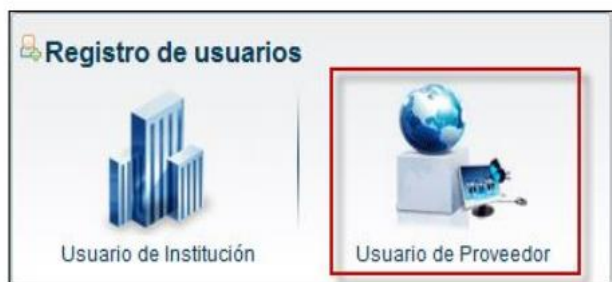 Registro de usuarios
Usuario de Institución
Usuario de Proveedor